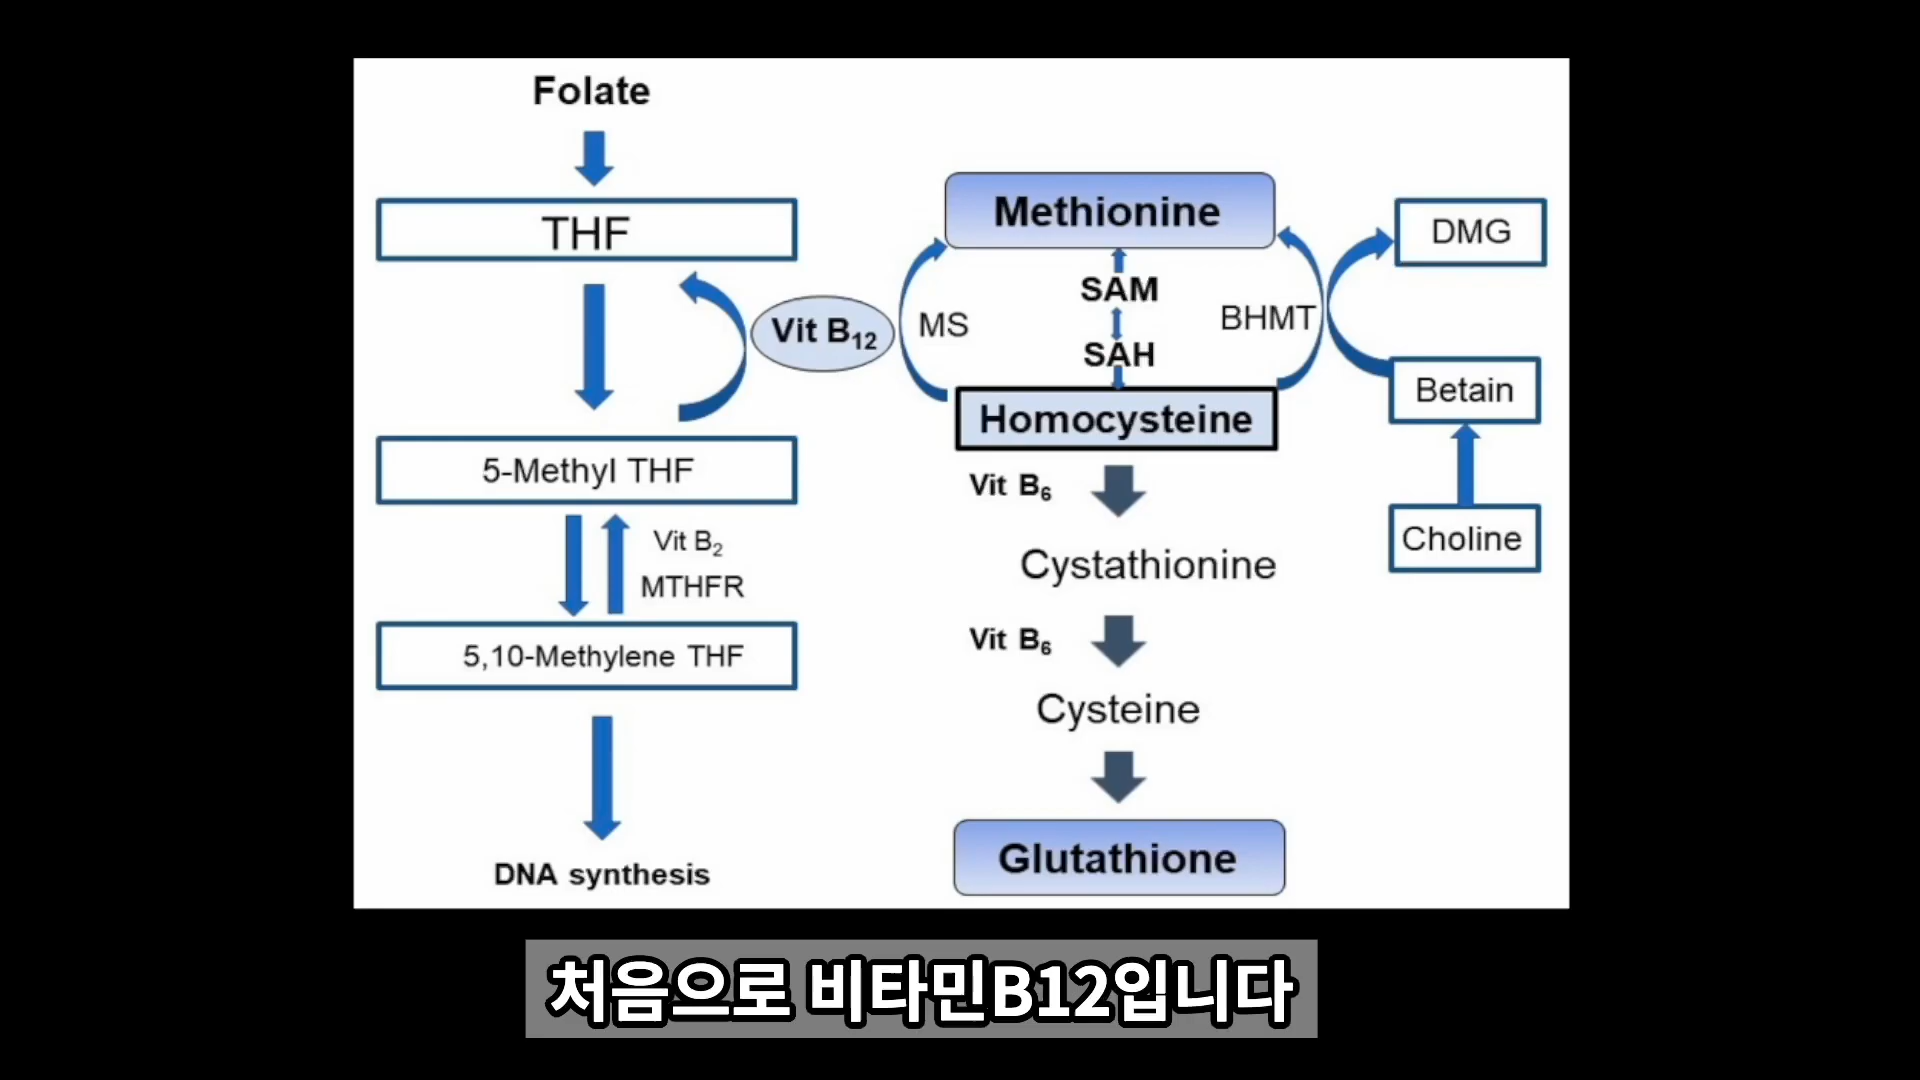 Folate
THF
Methionine
DMG
SAM
Vit B₁₂
MS
BHMT
SAH
Betain
Homocysteine
5-Methyl THF
Vit B₆
Choline
Vit B₂
Cystathionine
MTHFR
Vit B₆
5,10-Methylene THF
Cysteine
Glutathione
DNA synthesis
처음으로 비타민B12입니다